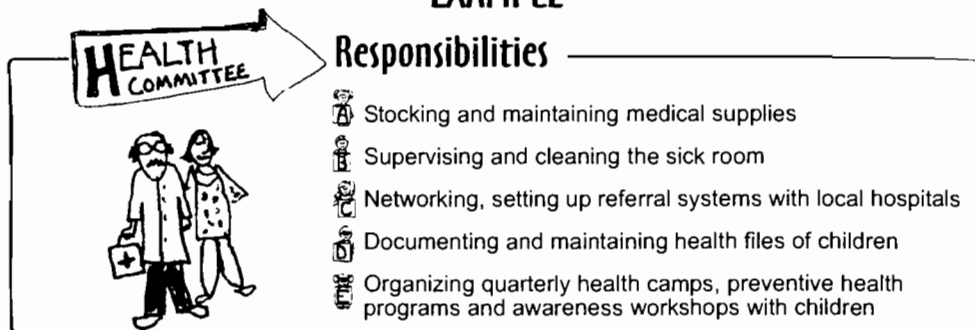 EXAMPLE
HEALTH
COMMITTEE
Responsibilities
A Stocking and maintaining medical supplies
B Supervising and cleaning the sick room
C Networking, setting up referral systems with local hospitals
D Documenting and maintaining health files of children
E Organizing quarterly health camps, preventive health
programs and awareness workshops with children